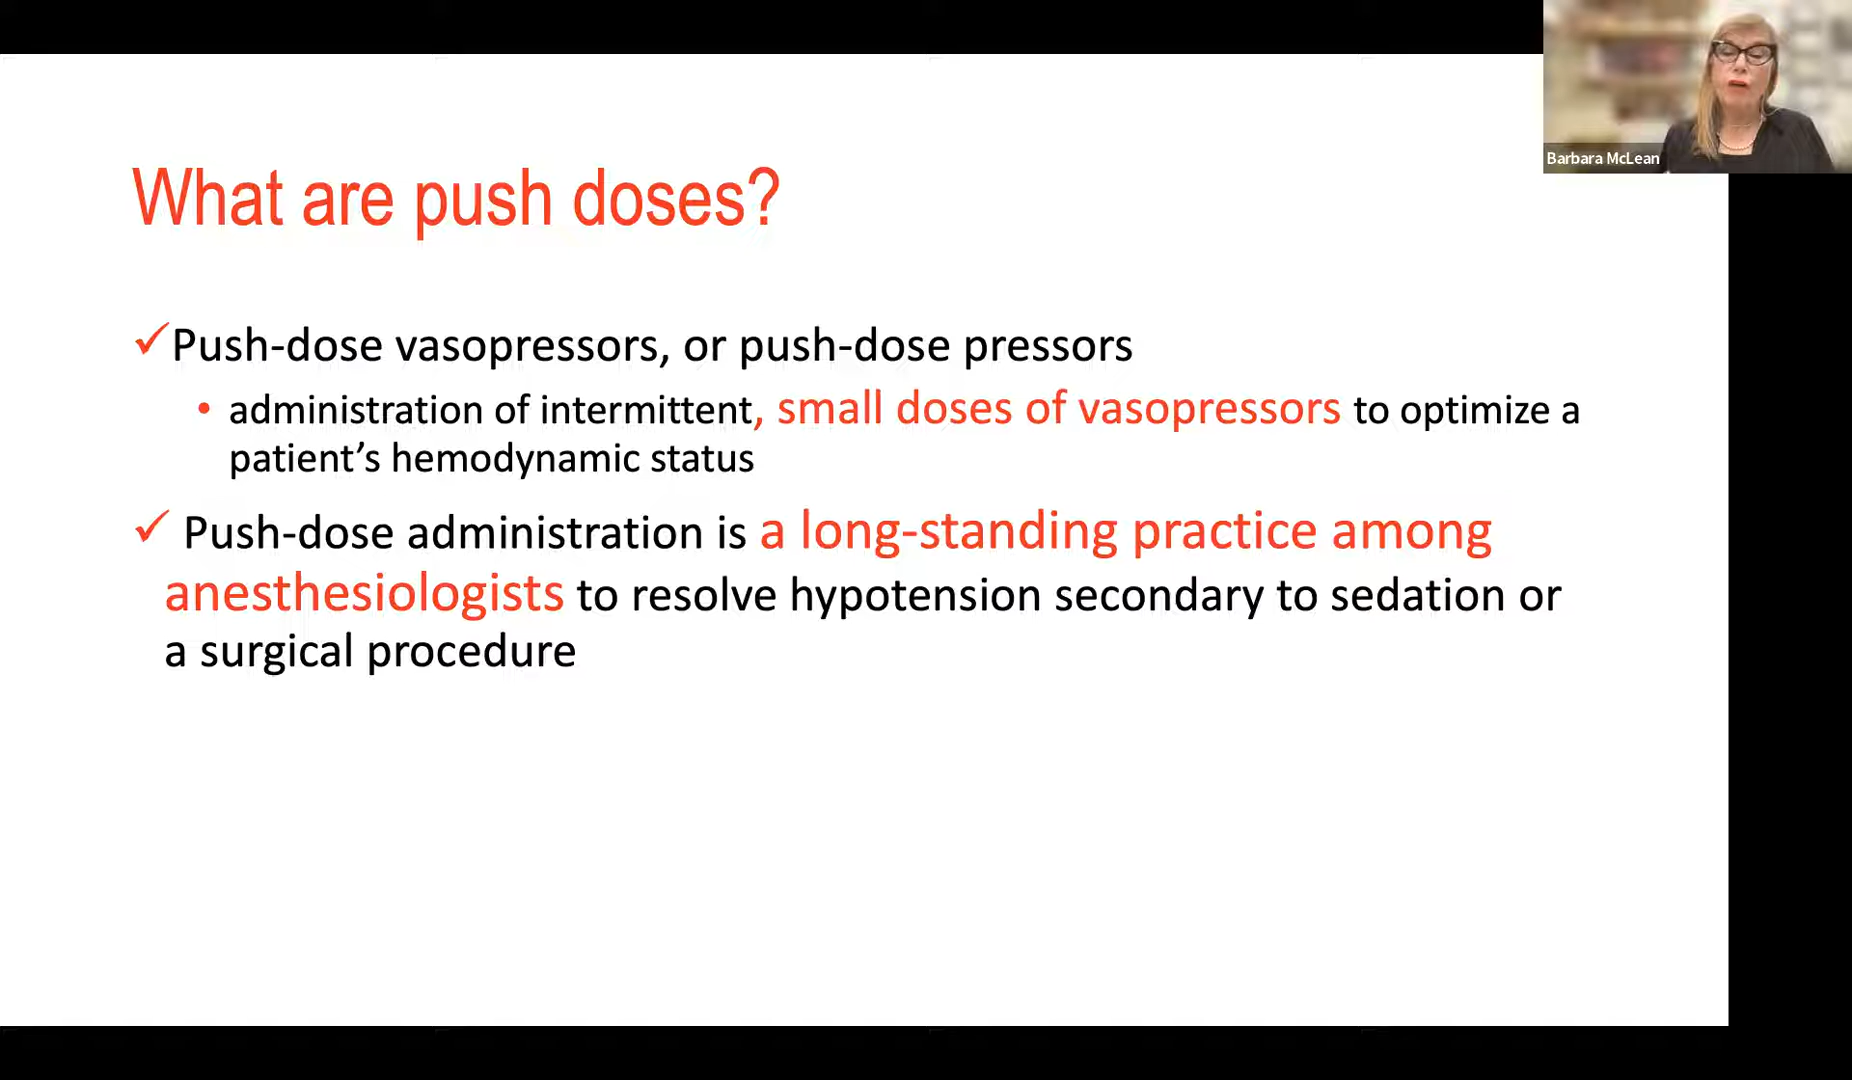 Barbara McLean
What are push doses?
✓Push-dose vasopressors, or push-dose pressors
• administration of intermittent, small doses of vasopressors to optimize a
patient’s hemodynamic status
✓ Push-dose administration is a long-standing practice among
anesthesiologists to resolve hypotension secondary to sedation or
a surgical procedure